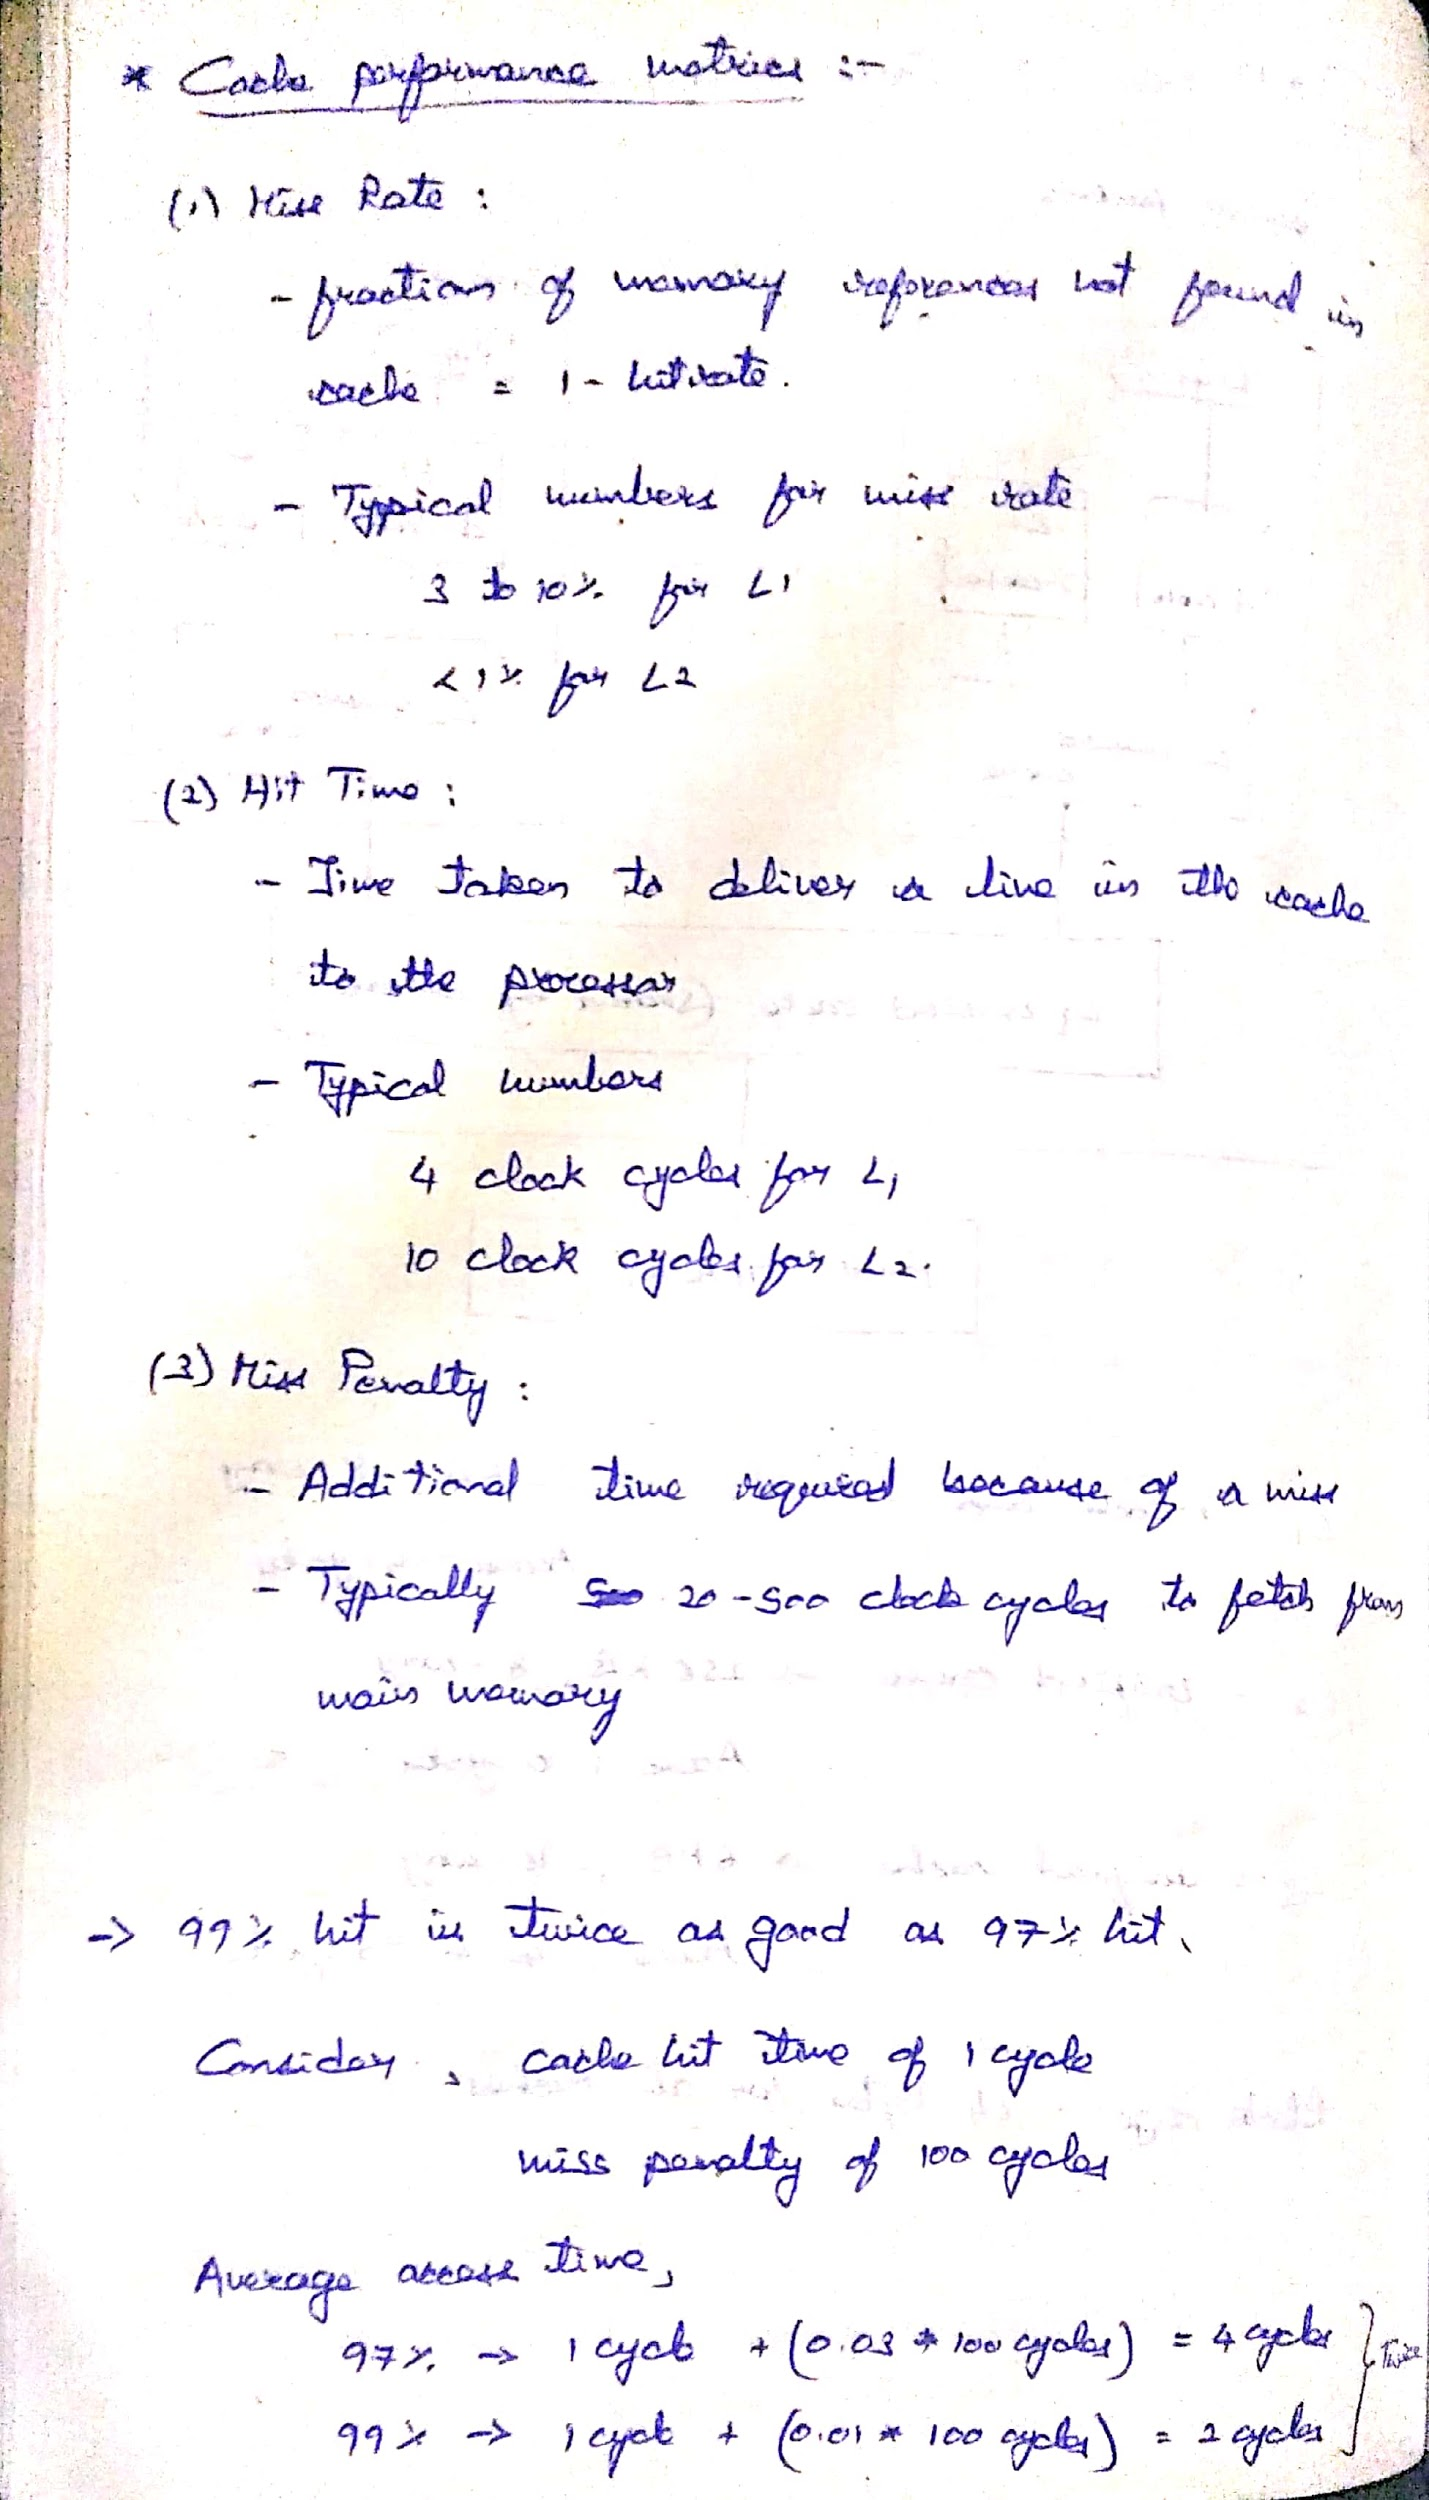 * Cache performance metrics :-
(1) Miss Rate :
- fraction of memory references not found in
cache = 1 - hit rate.
- Typical numbers for miss rate
3 to 10% for L1
< 1% for L2
(2) Hit Time :
- Time taken to deliver a line in the cache
to the processor
- Typical numbers
4 clock cycles for L1
10 clock cycles for L2.
(3) Miss Penalty :
- Additional time required because of a miss
- Typically 20 - 500 clock cycles to fetch from
main memory
-> 99% hit is twice as good as 97% hit.
Consider, cache hit time of 1 cycle
miss penalty of 100 cycles
Average access time,
97% -> 1 cycle + (0.03 * 100 cycles) = 4 cycles } Twice
99% -> 1 cycle + (0.01 * 100 cycles) = 2 cycles